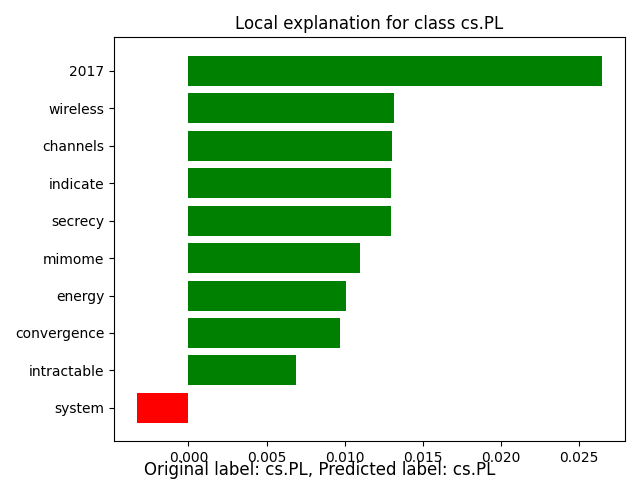 Local explanation for class cs.PL
2017
wireless
channels
indicate
secrecy
mimome
energy
convergence
intractable
system
0.000 0.005 0.010 0.015 0.020 0.025
Original label: cs.PL, Predicted label: cs.PL